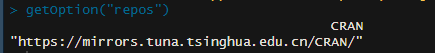 > getOption("repos")
CRAN
"https://mirrors.tuna.tsinghua.edu.cn/CRAN/"